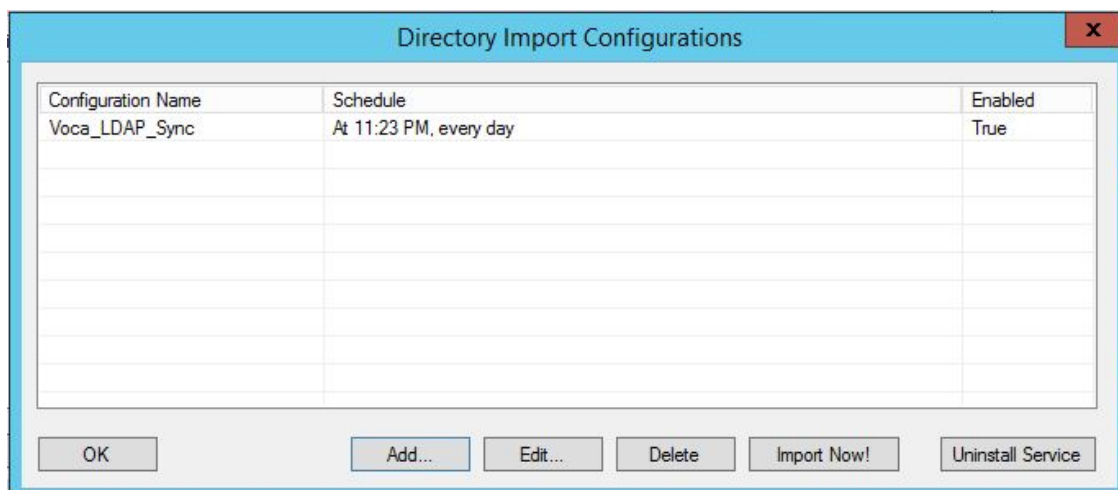 Directory Import Configurations
x
Configuration Name Schedule Enabled
Voca_LDAP_Sync At 11:23 PM, every day True
OK Add... Edit... Delete Import Now! Uninstall Service